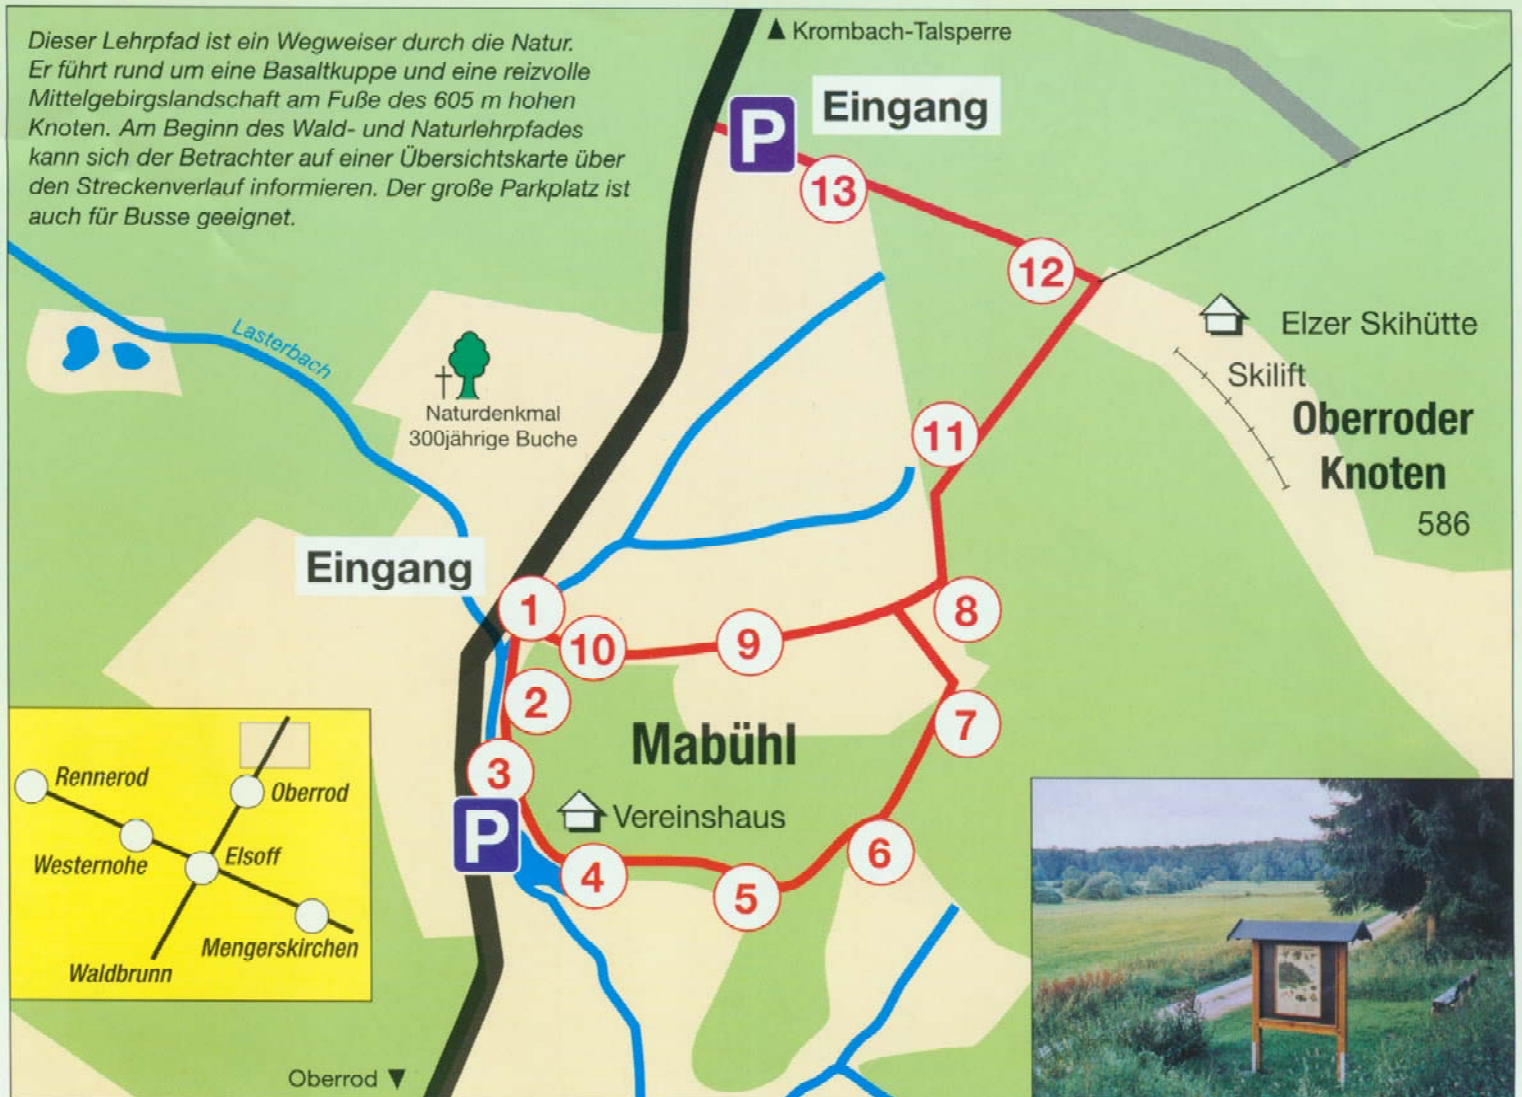 Dieser Lehrpfad ist ein Wegweiser durch die Natur.
Er führt rund um eine Basaltkuppe und eine reizvolle
Mittelgebirgslandschaft am Fuße des 605 m hohen
Knoten. Am Beginn des Wald- und Naturlehrpfades
kann sich der Betrachter auf einer Übersichtskarte über
den Streckenverlauf informieren. Der große Parkplatz ist
auch für Busse geeignet.
▲ Krombach-Talsperre
P
Eingang
13
12
Elzer Skihütte
Skilift
Oberroder
Knoten
586
Lasterbach
Naturdenkmal
300jährige Buche
11
Eingang
1
10
9
8
2
7
Mabühl
3
P
Vereinshaus
4
5
6
Rennerod
Oberrod
Westernohe
Elsoff
Mengerskirchen
Waldbrunn
Oberrod ▼